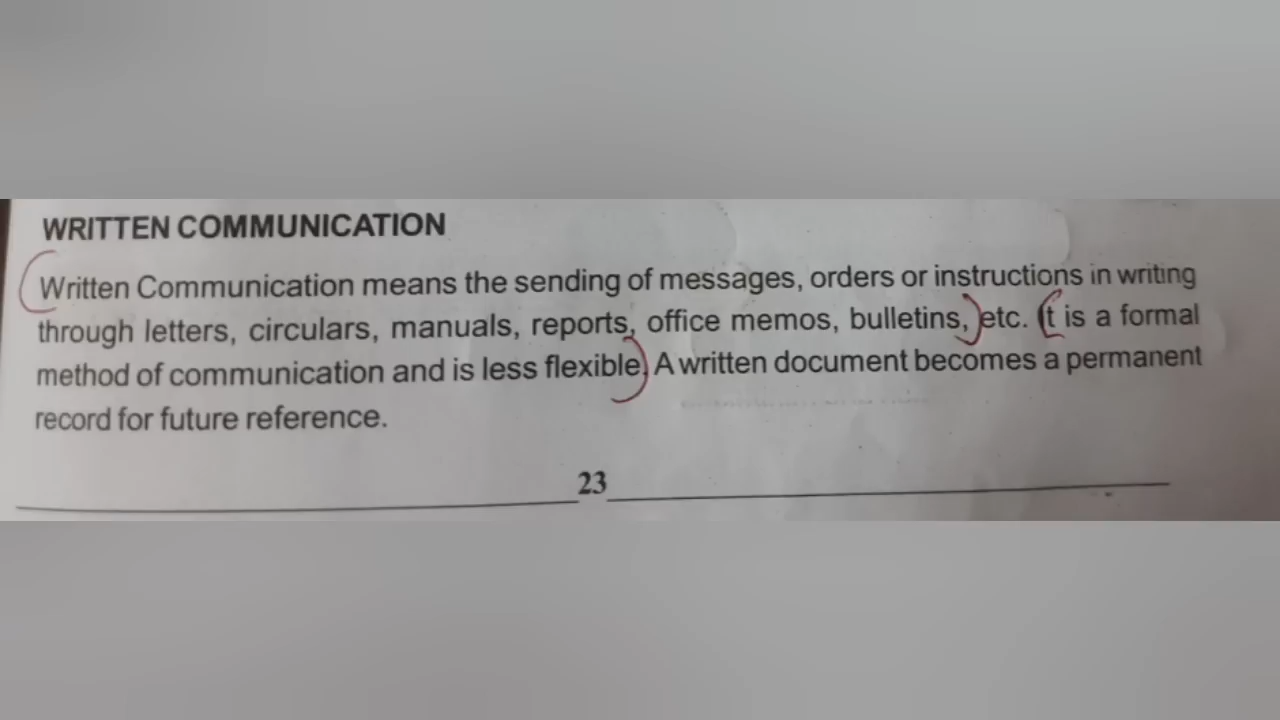 WRITTEN COMMUNICATION
Written Communication means the sending of messages, orders or instructions in writing
through letters, circulars, manuals, reports, office memos, bulletins, etc. It is a formal
method of communication and is less flexible. A written document becomes a permanent
record for future reference.
23